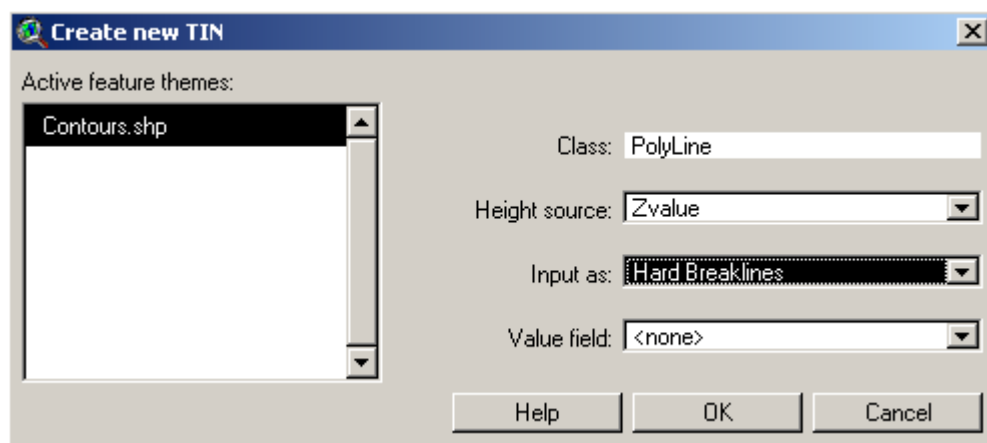 Create new TIN
Active feature themes:
Contours.shp
Class: PolyLine
Height source: Zvalue
Input as: Hard Breaklines
Value field: <none>
Help OK Cancel